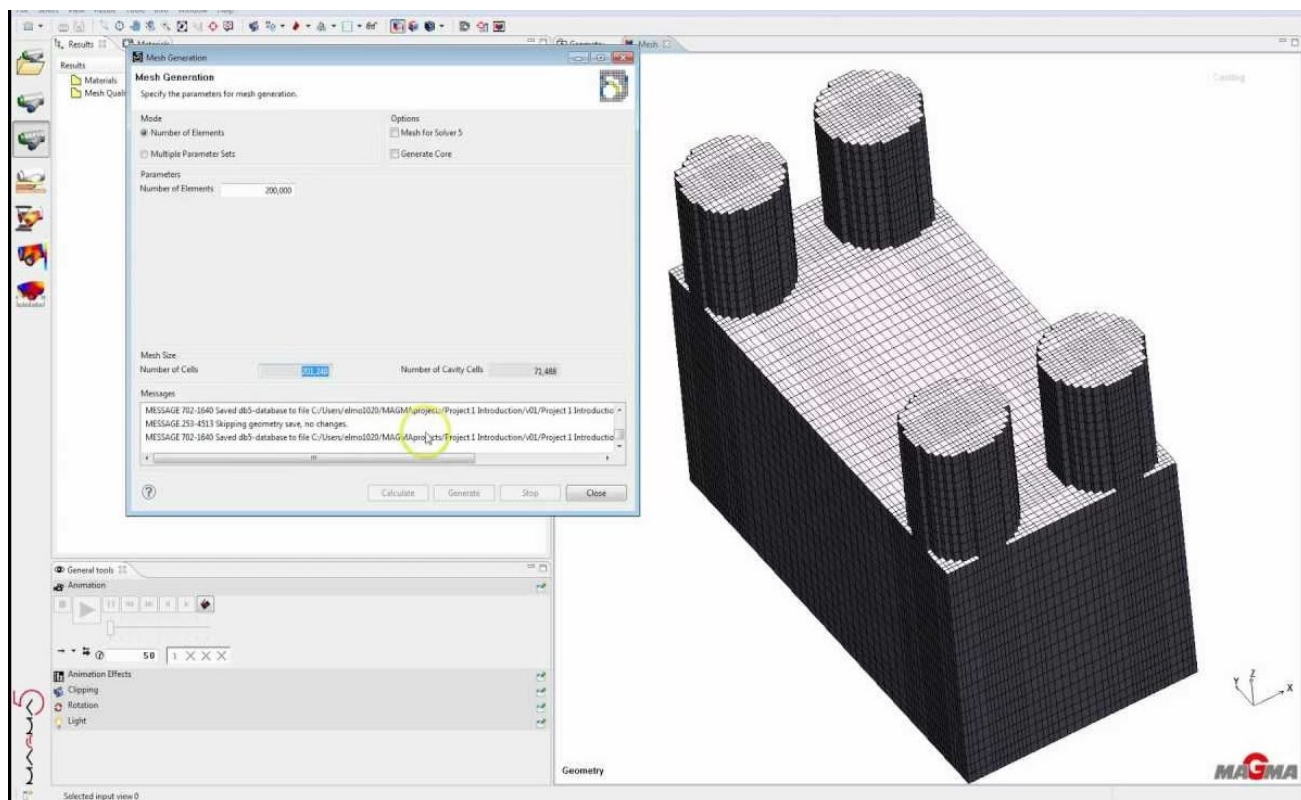 Results
Materials
Geometry
Mesh
Results
Materials
Mesh Quali
Mesh Generation
Mesh Generation
Specify the parameters for mesh generation.
Mode
Options
Number of Elements
Mesh for Solver 5
Multiple Parameter Sets
Generate Core
Parameters
Number of Elements
200,000
Mesh Size
Number of Cells
201,240
Number of Cavity Cells
71,488
Messages
MESSAGE 702-1640 Saved db5-database to file C:/Users/elmo1020/MAGMAprojects/Project 1 Introduction/v01/Project 1 Introductio
MESSAGE 253-4513 Skipping geometry save, no changes.
MESSAGE 702-1640 Saved db5-database to file C:/Users/elmo1020/MAGMAprojects/Project 1 Introduction/v01/Project 1 Introductio
?
Calculate
Generate
Stop
Close
Casting
General tools
Animation
50
1 X X X
Animation Effects
Clipping
Rotation
Light
Y Z X
Geometry
MAGMA
MAGMA5
Selected input view 0